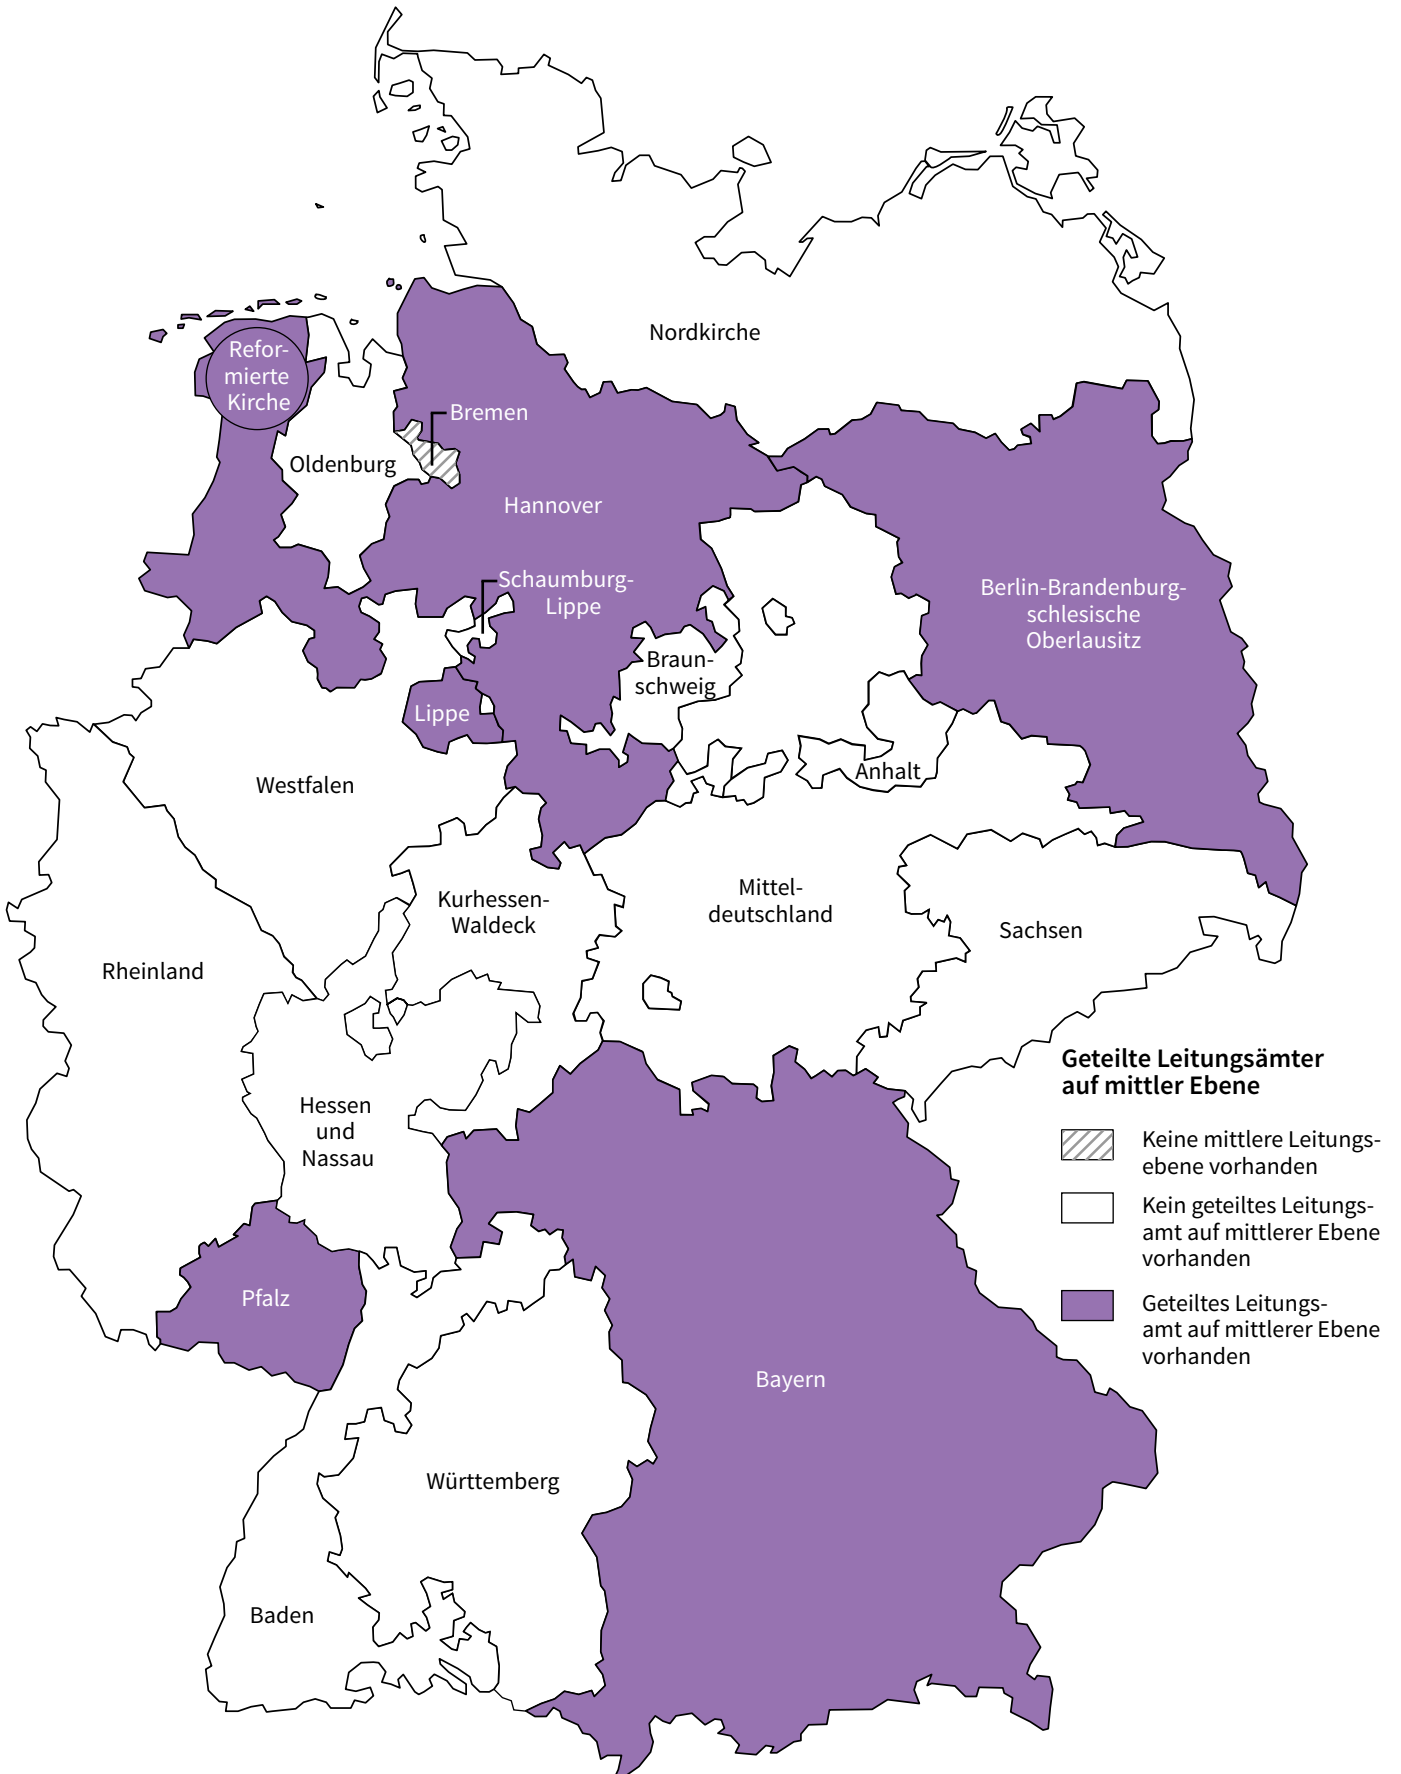 Nordkirche
Refor-
mierte
Kirche
Bremen
Oldenburg
Hannover
Schaumburg-
Lippe
Berlin-Brandenburg-
schlesische
Oberlausitz
Braun-
schweig
Lippe
Westfalen
Anhalt
Kurhessen-
Waldeck
Mittel-
deutschland
Sachsen
Rheinland
Hessen
und
Nassau
Pfalz
Bayern
Württemberg
Baden
Geteilte Leitungsämter
auf mittler Ebene
Keine mittlere Leitungs-
ebene vorhanden
Kein geteiltes Leitungs-
amt auf mittlerer Ebene
vorhanden
Geteiltes Leitungs-
amt auf mittlerer Ebene
vorhanden